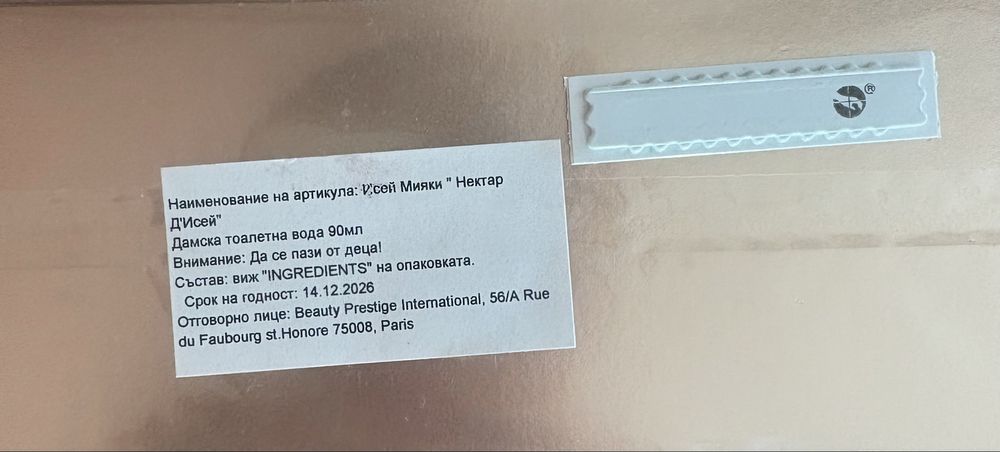 Наименование на артикула: Исей Мияки " Нектар
Д'Исей"
Дамска тоалетна вода 90мл
Внимание: Да се пази от деца!
Състав: виж "INGREDIENTS" на опаковката.
Срок на годност: 14.12.2026
Отговорно лице: Beauty Prestige International, 56/A Rue
du Faubourg st.Honore 75008, Paris
®